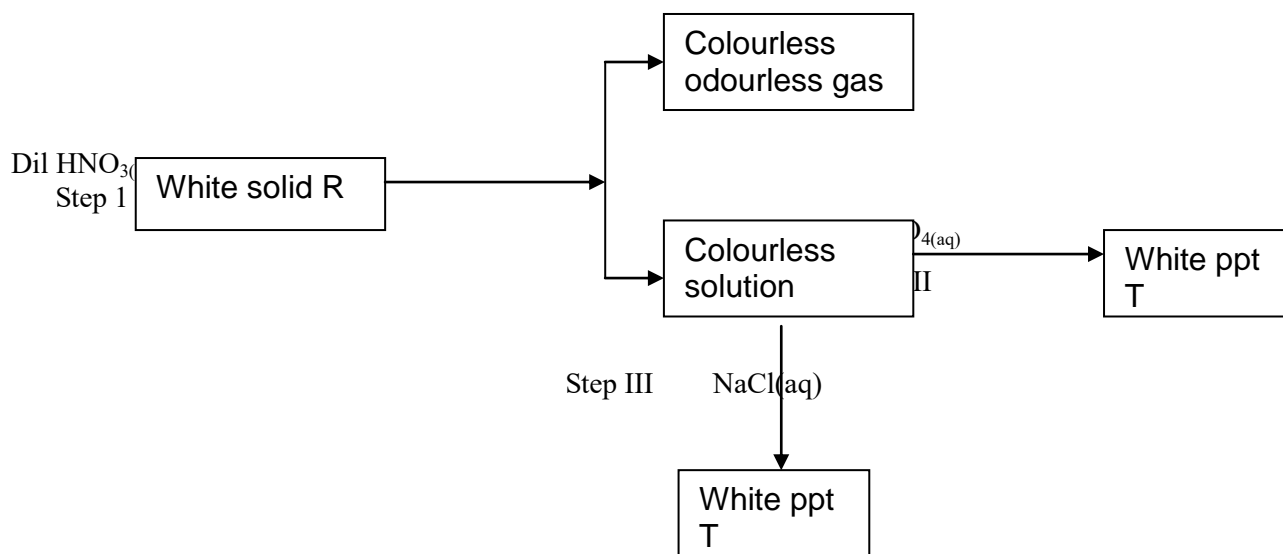 Colourless
odourless gas
Dil HNO₃₍
Step 1
White solid R
Colourless
solution
4(aq)
II
White ppt
T
Step III NaCl(aq)
White ppt
T